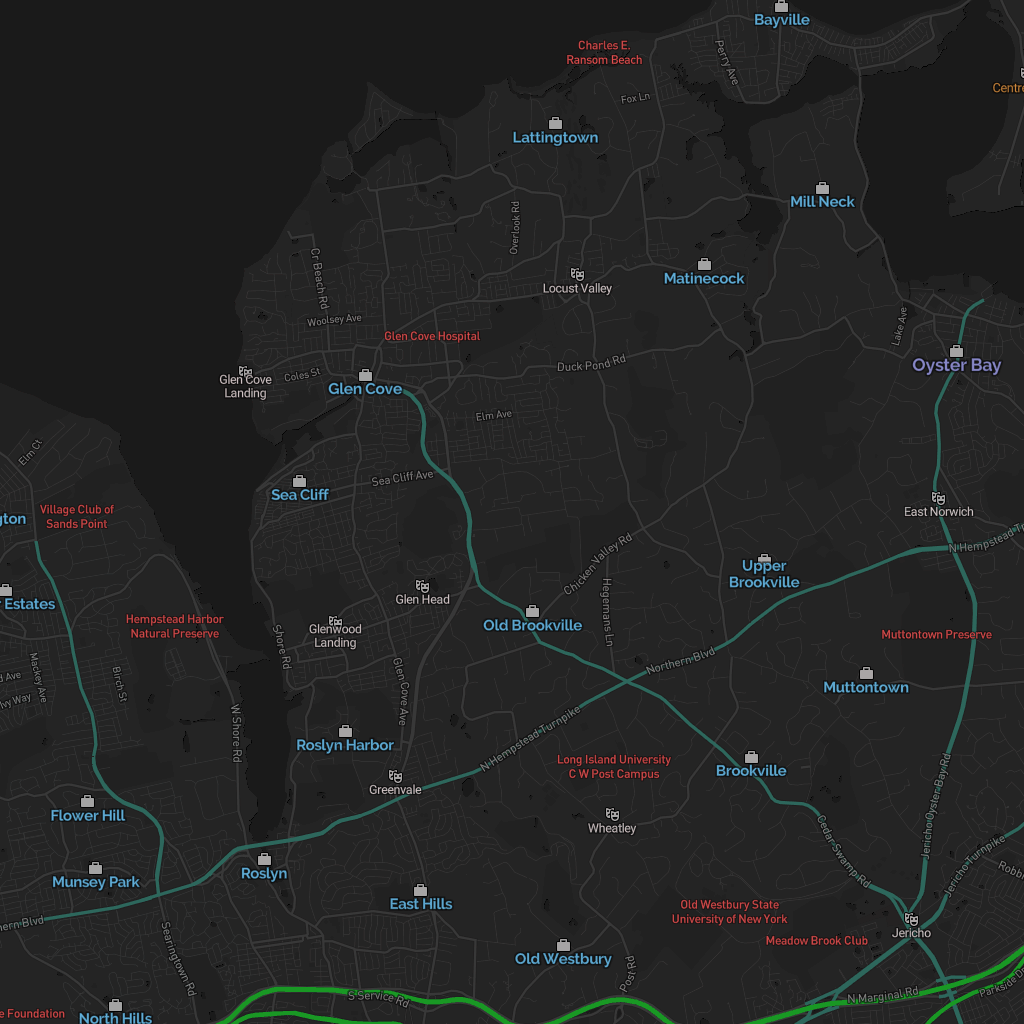 Bayville
Charles E.
Ransom Beach
Perry Ave
Centre
Fox Ln
Lattingtown
Mill Neck
Overlook Rd
Cr Beach Rd
Matinecock
Locust Valley
Woolsey Ave
Lake Ave
Glen Cove Hospital
Oyster Bay
Duck Pond Rd
Glen Cove
Landing
Coles St
Glen Cove
Elm Ave
Elm Ct
Sea Cliff Ave
Sea Cliff
East Norwich
Village Club of
Sands Point
gton
N Hempstead Tu
Chicken Valley Rd
Upper
Brookville
Glen Head
r Estates
Hegemans Ln
Old Brookville
Hempstead Harbor
Natural Preserve
Glenwood
Landing
Muttontown Preserve
Shore Rd
Northern Blvd
Mackey Ave
d Ave
Birch St
Ivy Way
Glen Cove Ave
Muttontown
W Shore Rd
Roslyn Harbor
N Hempstead Turnpike
Long Island University
C W Post Campus
Brookville
Greenvale
Jericho Oyster Bay Rd
Flower Hill
Wheatley
Cedar Swamp Rd
Jericho Turnpike
Roslyn
Robb
Munsey Park
East Hills
Old Westbury State
University of New York
hern Blvd
Jericho
Meadow Brook Club
Searingtown Rd
Old Westbury
Post Rd
S Service Rd
N Marginal Rd
Parkside D
e Foundation
North Hills